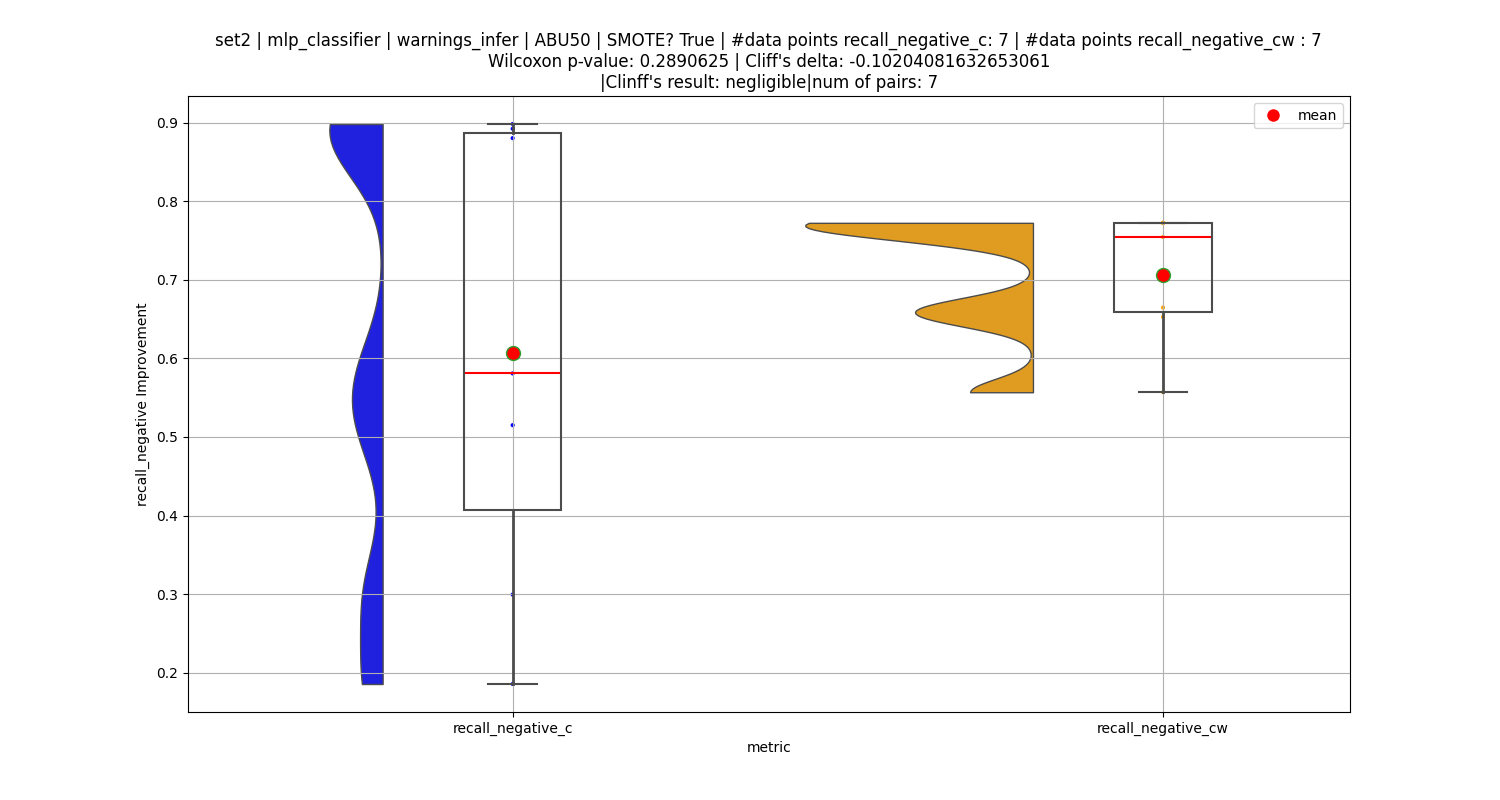 set2 | mlp_classifier | warnings_infer | ABU50 | SMOTE? True | #data points recall_negative_c: 7 | #data points recall_negative_cw : 7
Wilcoxon p-value: 0.2890625 | Cliff's delta: -0.10204081632653061
|Clinff's result: negligible|num of pairs: 7
mean
0.9
0.8
0.7
0.6
0.5
0.4
0.3
0.2
recall_negative Improvement
recall_negative_c
recall_negative_cw
metric